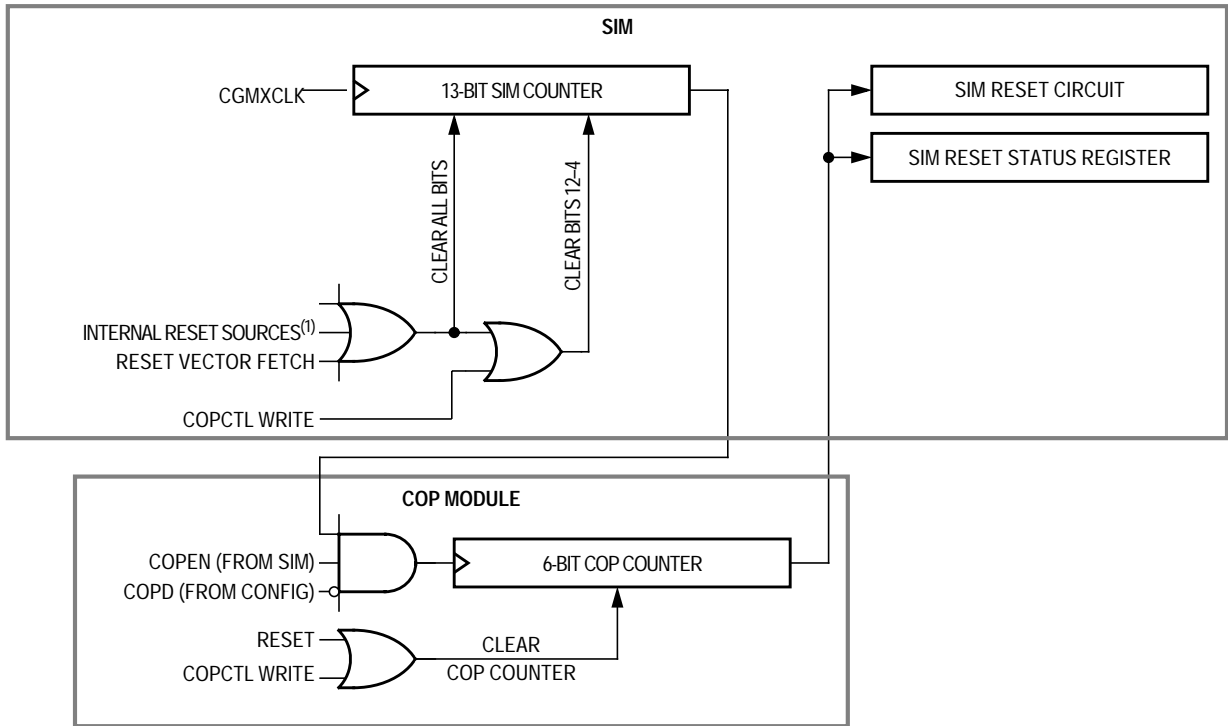 SIM
CGMXCLK
13-BIT SIM COUNTER
SIM RESET CIRCUIT
SIM RESET STATUS REGISTER
CLEAR ALL BITS
CLEAR BITS 12–4
INTERNAL RESET SOURCES(1)
RESET VECTOR FETCH
COPCTL WRITE
COP MODULE
COPEN (FROM SIM)
COPD (FROM CONFIG)
6-BIT COP COUNTER
RESET
COPCTL WRITE
CLEAR
COP COUNTER